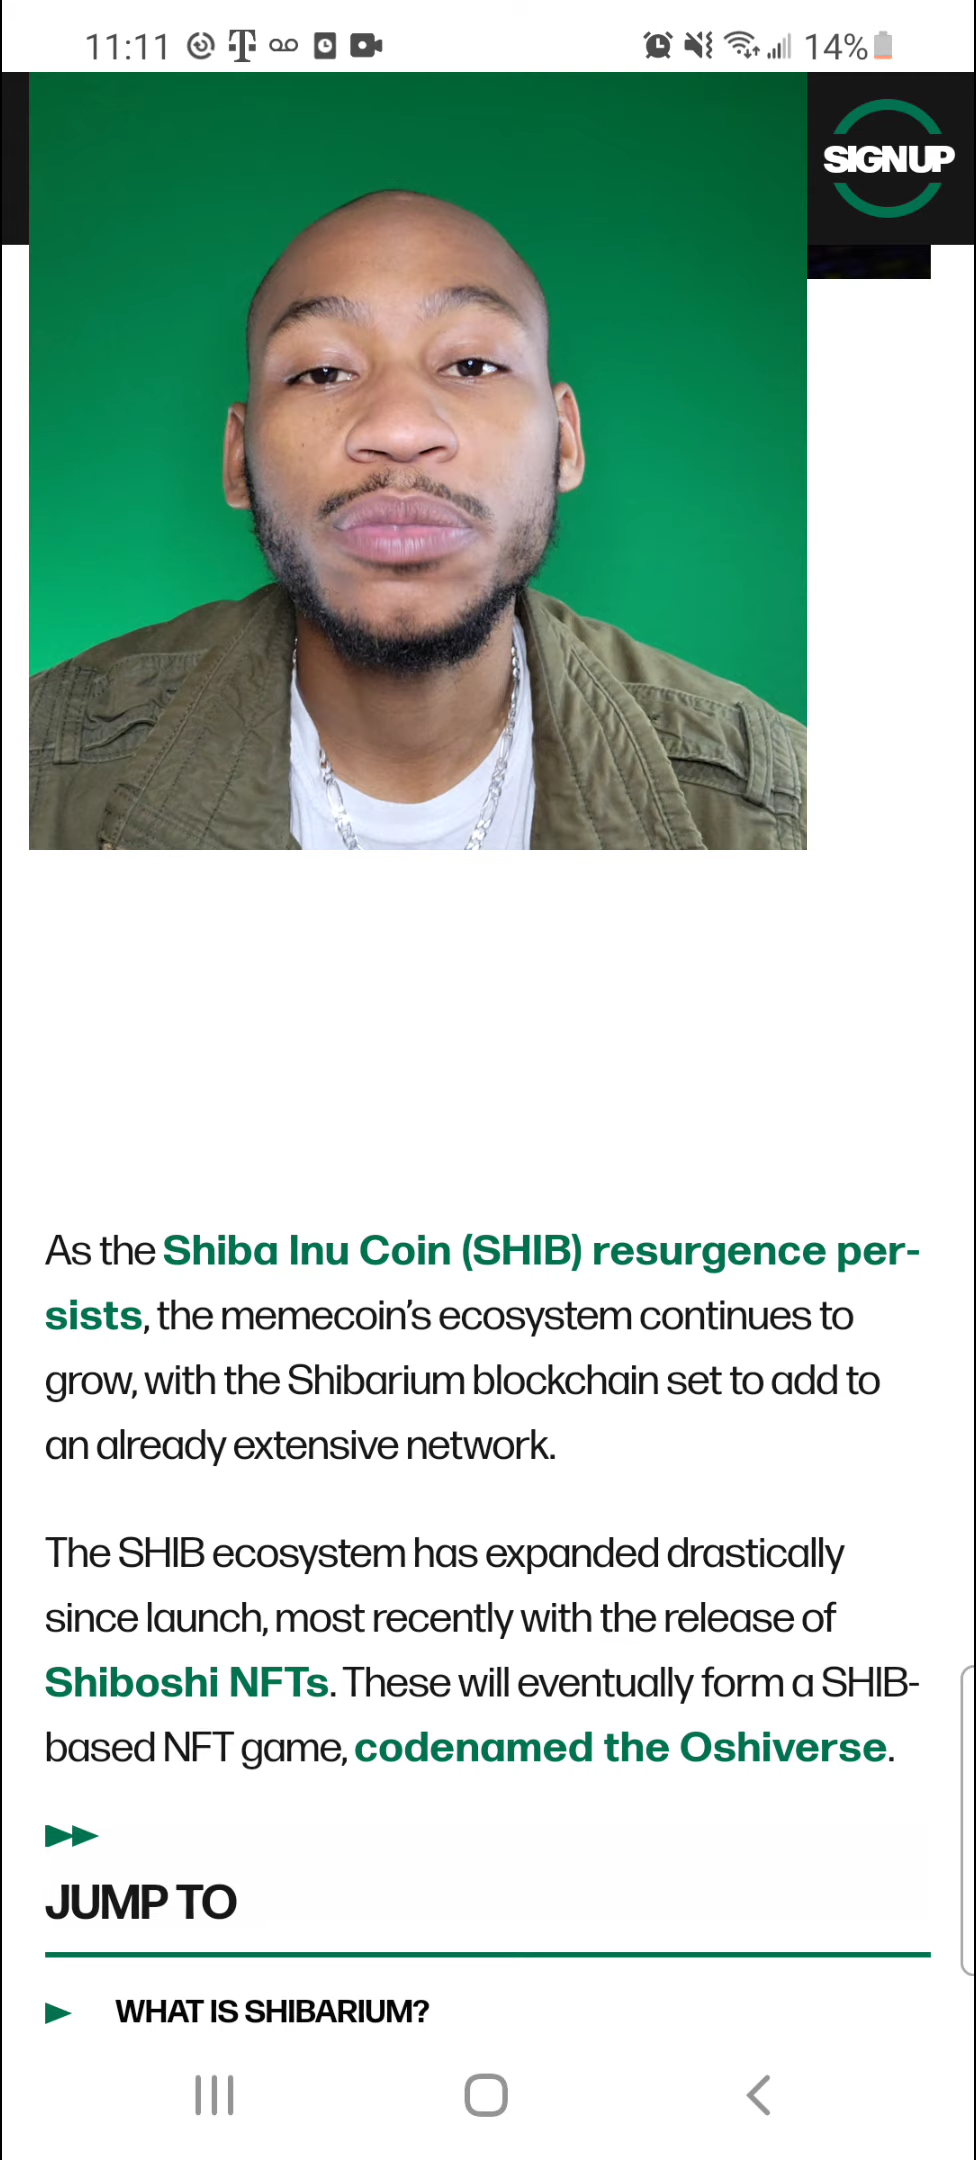 11:11
14%
SIGNUP
As the Shiba Inu Coin (SHIB) resurgence per-
sists, the memecoin’s ecosystem continues to
grow, with the Shibarium blockchain set to add to
an already extensive network.
The SHIB ecosystem has expanded drastically
since launch, most recently with the release of
Shiboshi NFTs. These will eventually form a SHIB-
based NFT game, codenamed the Oshiverse.
JUMP TO
WHAT IS SHIBARIUM?